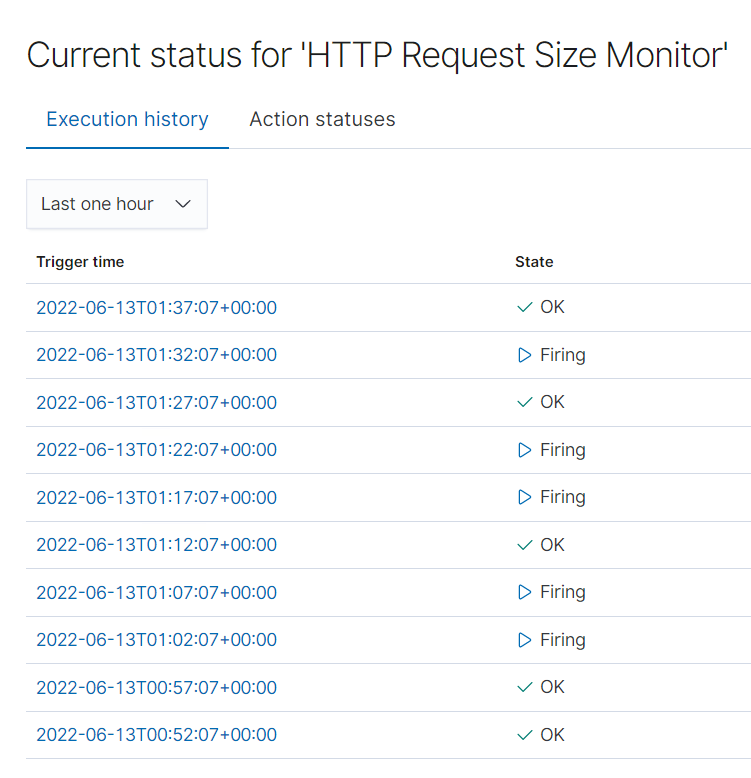 Current status for 'HTTP Request Size Monitor'
Execution history Action statuses
Last one hour
Trigger time State
2022-06-13T01:37:07+00:00 OK
2022-06-13T01:32:07+00:00 Firing
2022-06-13T01:27:07+00:00 OK
2022-06-13T01:22:07+00:00 Firing
2022-06-13T01:17:07+00:00 Firing
2022-06-13T01:12:07+00:00 OK
2022-06-13T01:07:07+00:00 Firing
2022-06-13T01:02:07+00:00 Firing
2022-06-13T00:57:07+00:00 OK
2022-06-13T00:52:07+00:00 OK